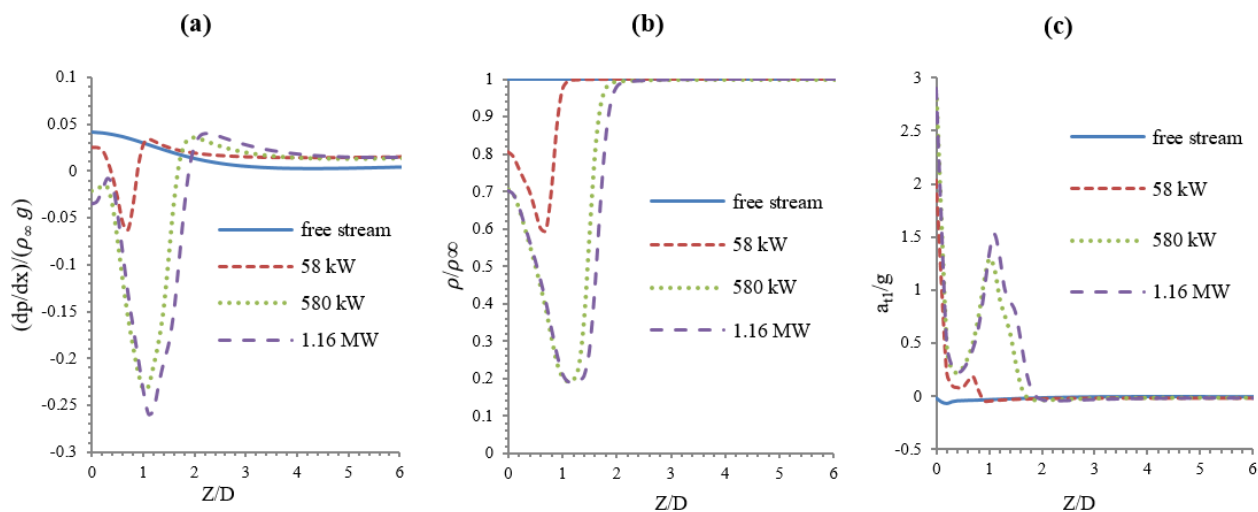 (a)
(dp/dx)/(ρ∞ g)
0.1
0.05
0
-0.05
-0.1
-0.15
-0.2
-0.25
-0.3
0 1 2 3 4 5 6
Z/D
free stream
58 kW
580 kW
1.16 MW
(b)
ρ/ρ∞
1
0.9
0.8
0.7
0.6
0.5
0.4
0.3
0.2
0.1
0
0 1 2 3 4 5 6
Z/D
free stream
58 kW
580 kW
1.16 MW
(c)
at1/g
3
2.5
2
1.5
1
0.5
0
-0.5
0 1 2 3 4 5 6
Z/D
free stream
58 kW
580 kW
1.16 MW